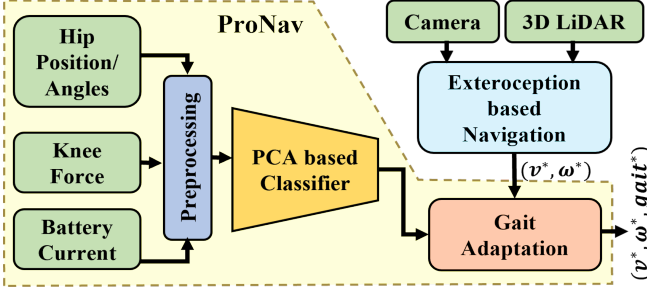 ProNav
Hip
Position/
Angles
Knee
Force
Battery
Current
Preprocessing
PCA based
Classifier
Camera
3D LiDAR
Exteroception
based
Navigation
(v*, ω*)
Gait
Adaptation
(v*, ω*, gait*)